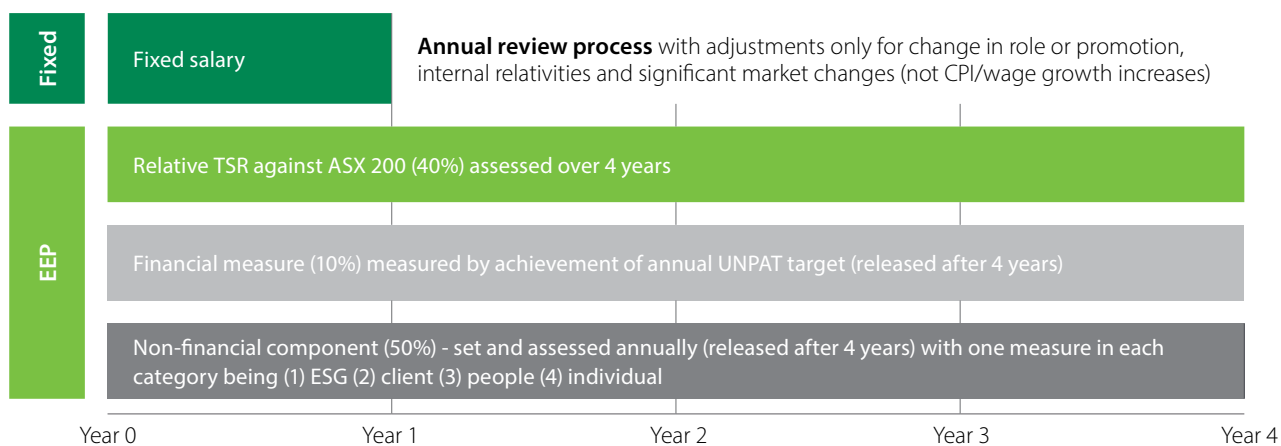 Fixed
Fixed salary
Annual review process with adjustments only for change in role or promotion,
internal relativities and significant market changes (not CPI/wage growth increases)
EEP
Relative TSR against ASX 200 (40%) assessed over 4 years
Financial measure (10%) measured by achievement of annual UNPAT target (released after 4 years)
Non-financial component (50%) - set and assessed annually (released after 4 years) with one measure in each
category being (1) ESG (2) client (3) people (4) individual
Year 0 Year 1 Year 2 Year 3 Year 4